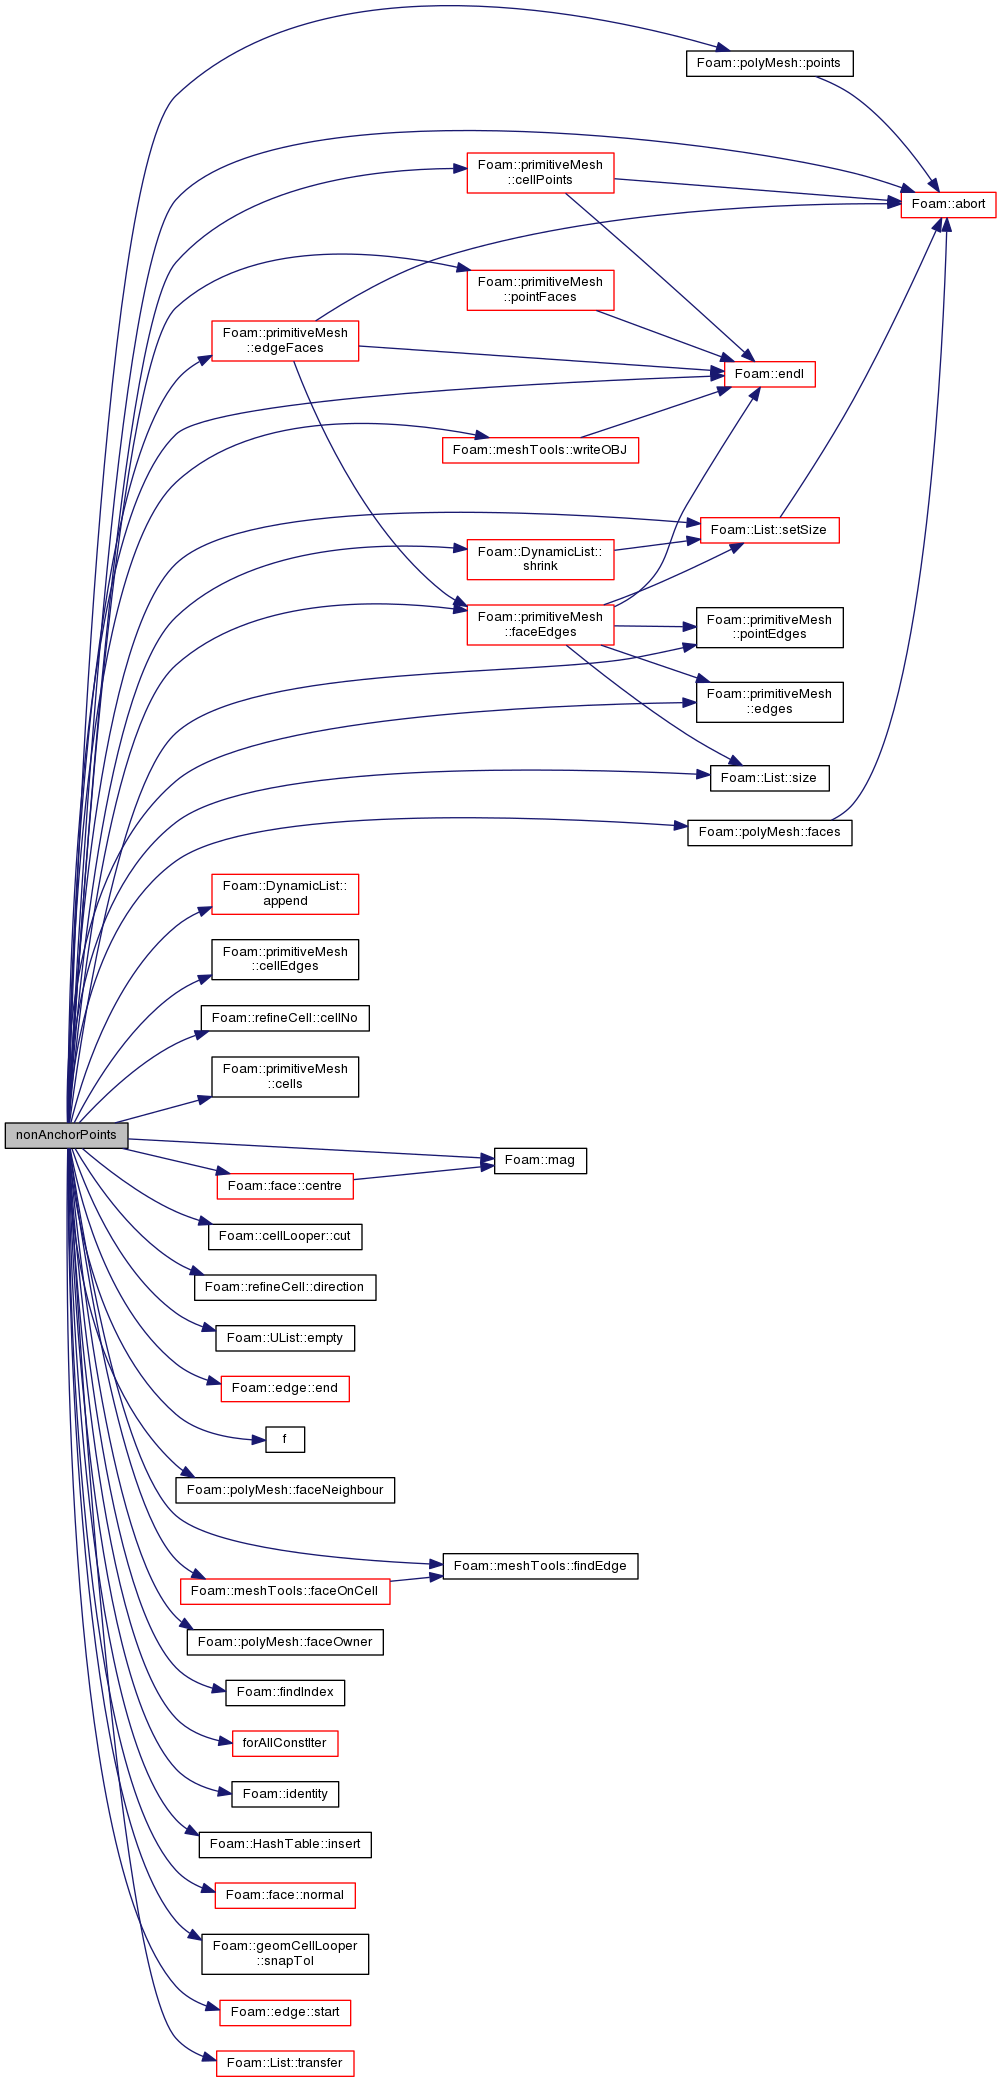 Foam::polyMesh::points
Foam::primitiveMesh
::cellPoints
Foam::abort
Foam::primitiveMesh
::pointFaces
Foam::primitiveMesh
::edgeFaces
Foam::endl
Foam::meshTools::writeOBJ
Foam::List::setSize
Foam::DynamicList::
shrink
Foam::primitiveMesh
::faceEdges
Foam::primitiveMesh
::pointEdges
Foam::primitiveMesh
::edges
Foam::List::size
Foam::polyMesh::faces
Foam::DynamicList::
append
Foam::primitiveMesh
::cellEdges
Foam::refineCell::cellNo
Foam::primitiveMesh
::cells
nonAnchorPoints
Foam::mag
Foam::face::centre
Foam::cellLooper::cut
Foam::refineCell::direction
Foam::UList::empty
Foam::edge::end
f
Foam::polyMesh::faceNeighbour
Foam::meshTools::findEdge
Foam::meshTools::faceOnCell
Foam::polyMesh::faceOwner
Foam::findIndex
forAllConstIter
Foam::identity
Foam::HashTable::insert
Foam::face::normal
Foam::geomCellLooper
::snapTol
Foam::edge::start
Foam::List::transfer